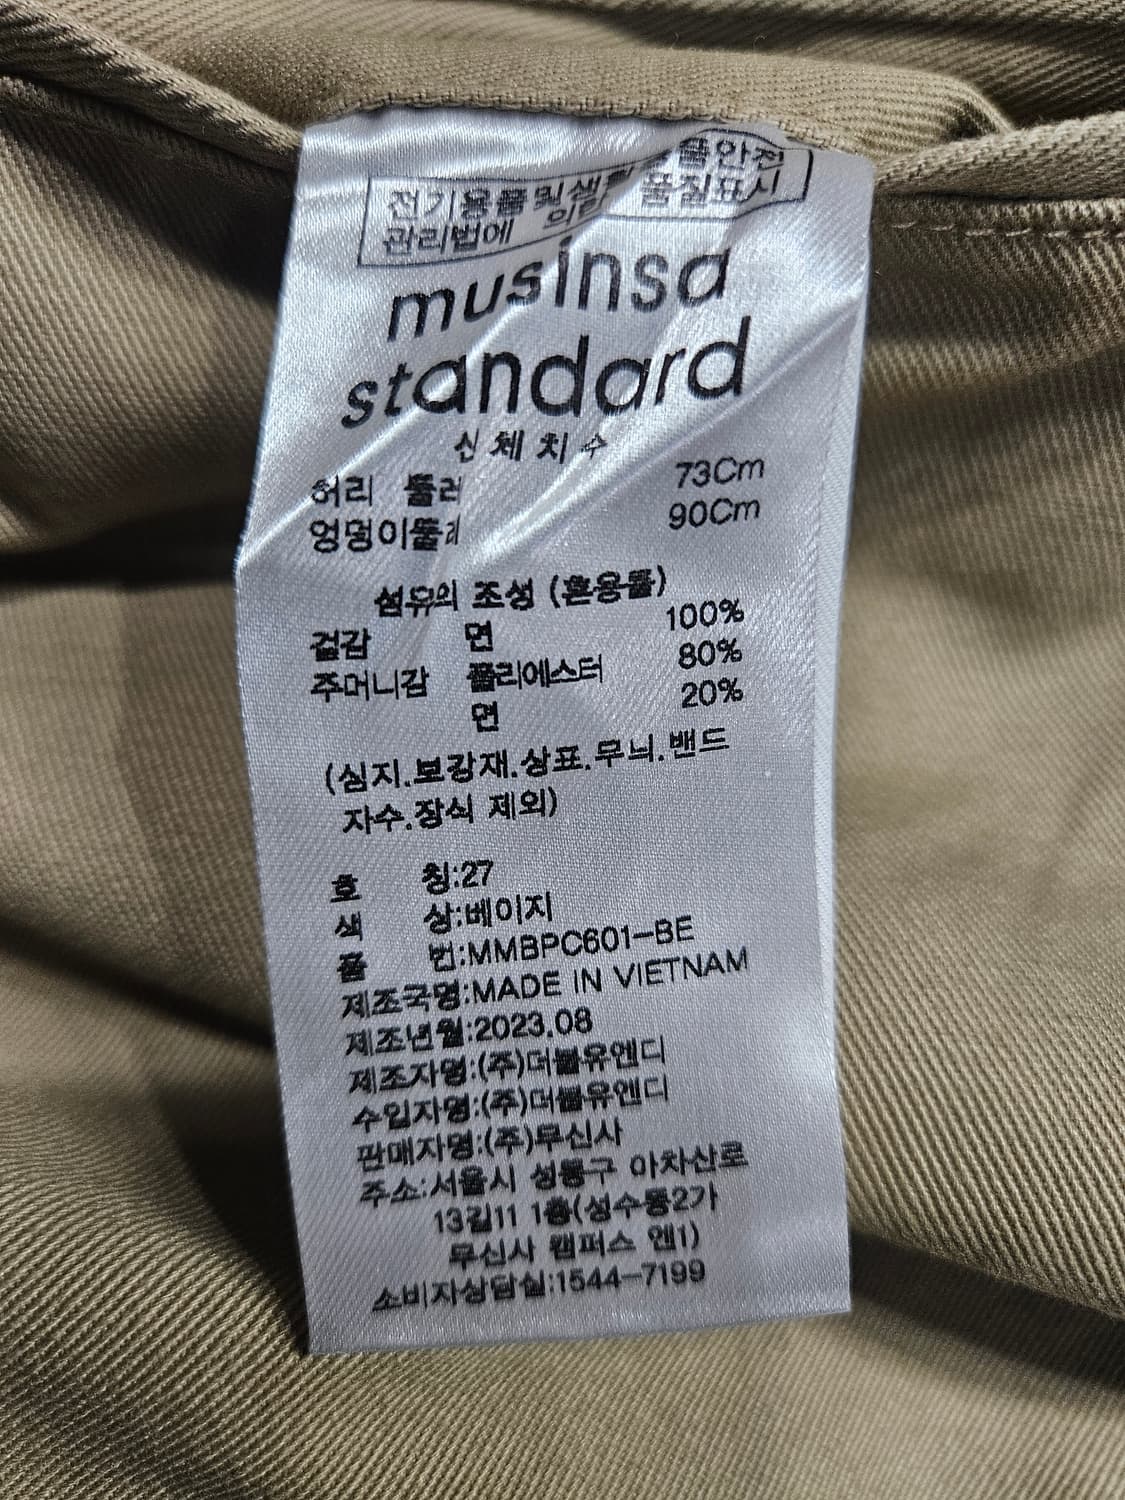 전기용품및생활용품안전
관리법에 의한 품질표시
musinsa
standard
신체치수
허리 둘레 73Cm
엉덩이둘레 90Cm
섬유의 조성 (혼용률)
겉감 면 100%
주머니감 폴리에스터 80%
면 20%
(심지.보강재.상표.무늬.밴드
자수.장식 제외)
호 칭:27
색 상:베이지
품 번:MMBPC601-BE
제조국명:MADE IN VIETNAM
제조년월:2023.08
제조자명:(주)더블유앤디
수입자명:(주)더블유앤디
판매자명:(주)무신사
주소:서울시 성동구 아차산로
13길11 1층(성수동2가
무신사 캠퍼스 엔1)
소비자상담실:1544-7199